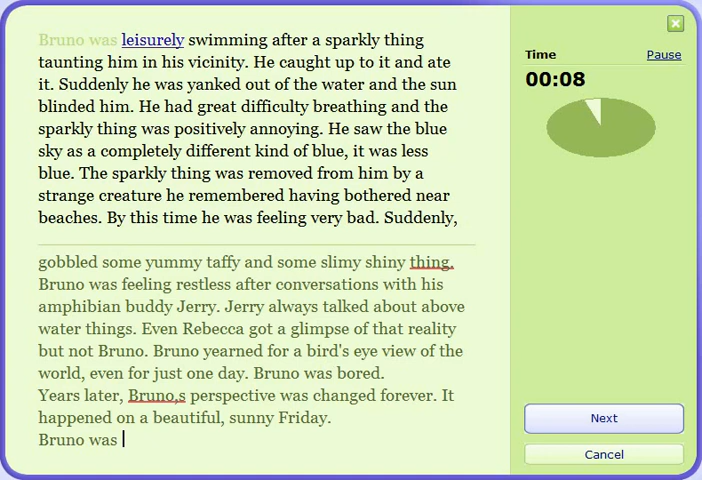 Bruno was leisurely swimming after a sparkly thing
taunting him in his vicinity. He caught up to it and ate
it. Suddenly he was yanked out of the water and the sun
blinded him. He had great difficulty breathing and the
sparkly thing was positively annoying. He saw the blue
sky as a completely different kind of blue, it was less
blue. The sparkly thing was removed from him by a
strange creature he remembered having bothered near
beaches. By this time he was feeling very bad. Suddenly,
gobbled some yummy taffy and some slimy shiny thing.
Bruno was feeling restless after conversations with his
amphibian buddy Jerry. Jerry always talked about above
water things. Even Rebecca got a glimpse of that reality
but not Bruno. Bruno yearned for a bird's eye view of the
world, even for just one day. Bruno was bored.
Years later, Bruno,s perspective was changed forever. It
happened on a beautiful, sunny Friday.
Bruno was
Time
Pause
00:08
Next
Cancel